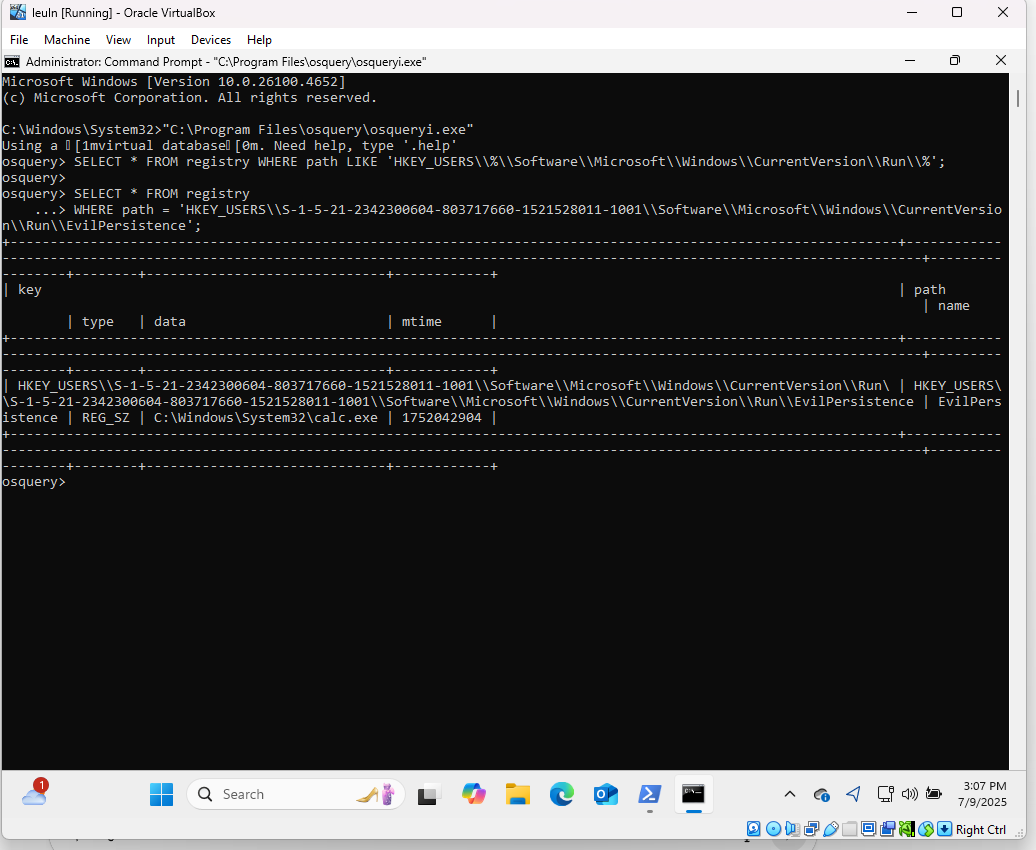 leuln [Running] - Oracle VirtualBox
File Machine View Input Devices Help
Administrator: Command Prompt - "C:\Program Files\osquery\osqueryi.exe"
Microsoft Windows [Version 10.0.26100.4652]
(c) Microsoft Corporation. All rights reserved.
C:\Windows\System32>"C:\Program Files\osquery\osqueryi.exe"
Using a [1mvirtual database[0m. Need help, type '.help'
osquery> SELECT * FROM registry WHERE path LIKE 'HKEY_USERS\\%\\Software\\Microsoft\\Windows\\CurrentVersion\\Run\\%';
osquery>
osquery> SELECT * FROM registry
...> WHERE path = 'HKEY_USERS\\S-1-5-21-2342300604-803717660-1521528011-1001\\Software\\Microsoft\\Windows\\CurrentVersio
n\\Run\\EvilPersistence';
| key | path
| name
| type | data | mtime |
| HKEY_USERS\\S-1-5-21-2342300604-803717660-1521528011-1001\\Software\\Microsoft\\Windows\\CurrentVersion\\Run\ | HKEY_USERS\
\S-1-5-21-2342300604-803717660-1521528011-1001\\Software\\Microsoft\\Windows\\CurrentVersion\\Run\\EvilPersistence | EvilPers
istence | REG_SZ | C:\Windows\System32\calc.exe | 1752042904 |
osquery>
1
Search
3:07 PM
7/9/2025
Right Ctrl